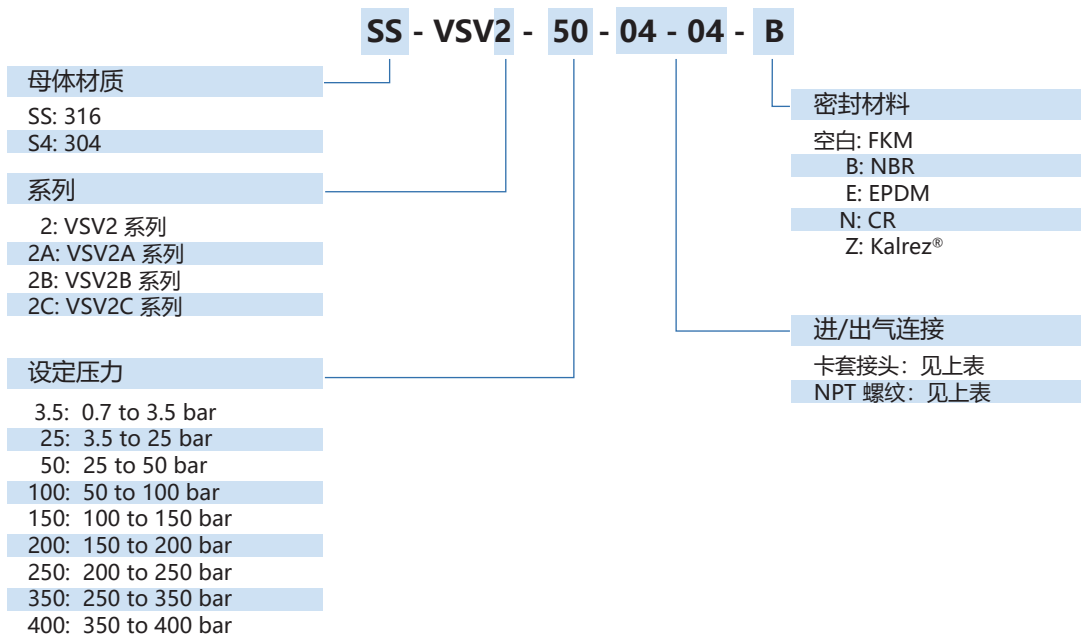 SS - VSV2 - 50 - 04 - 04 - B
母体材质
SS: 316
S4: 304
系列
2: VSV2 系列
2A: VSV2A 系列
2B: VSV2B 系列
2C: VSV2C 系列
设定压力
3.5: 0.7 to 3.5 bar
25: 3.5 to 25 bar
50: 25 to 50 bar
100: 50 to 100 bar
150: 100 to 150 bar
200: 150 to 200 bar
250: 200 to 250 bar
350: 250 to 350 bar
400: 350 to 400 bar
密封材料
空白: FKM
B: NBR
E: EPDM
N: CR
Z: Kalrez®
进/出气连接
卡套接头：见上表
NPT 螺纹：见上表